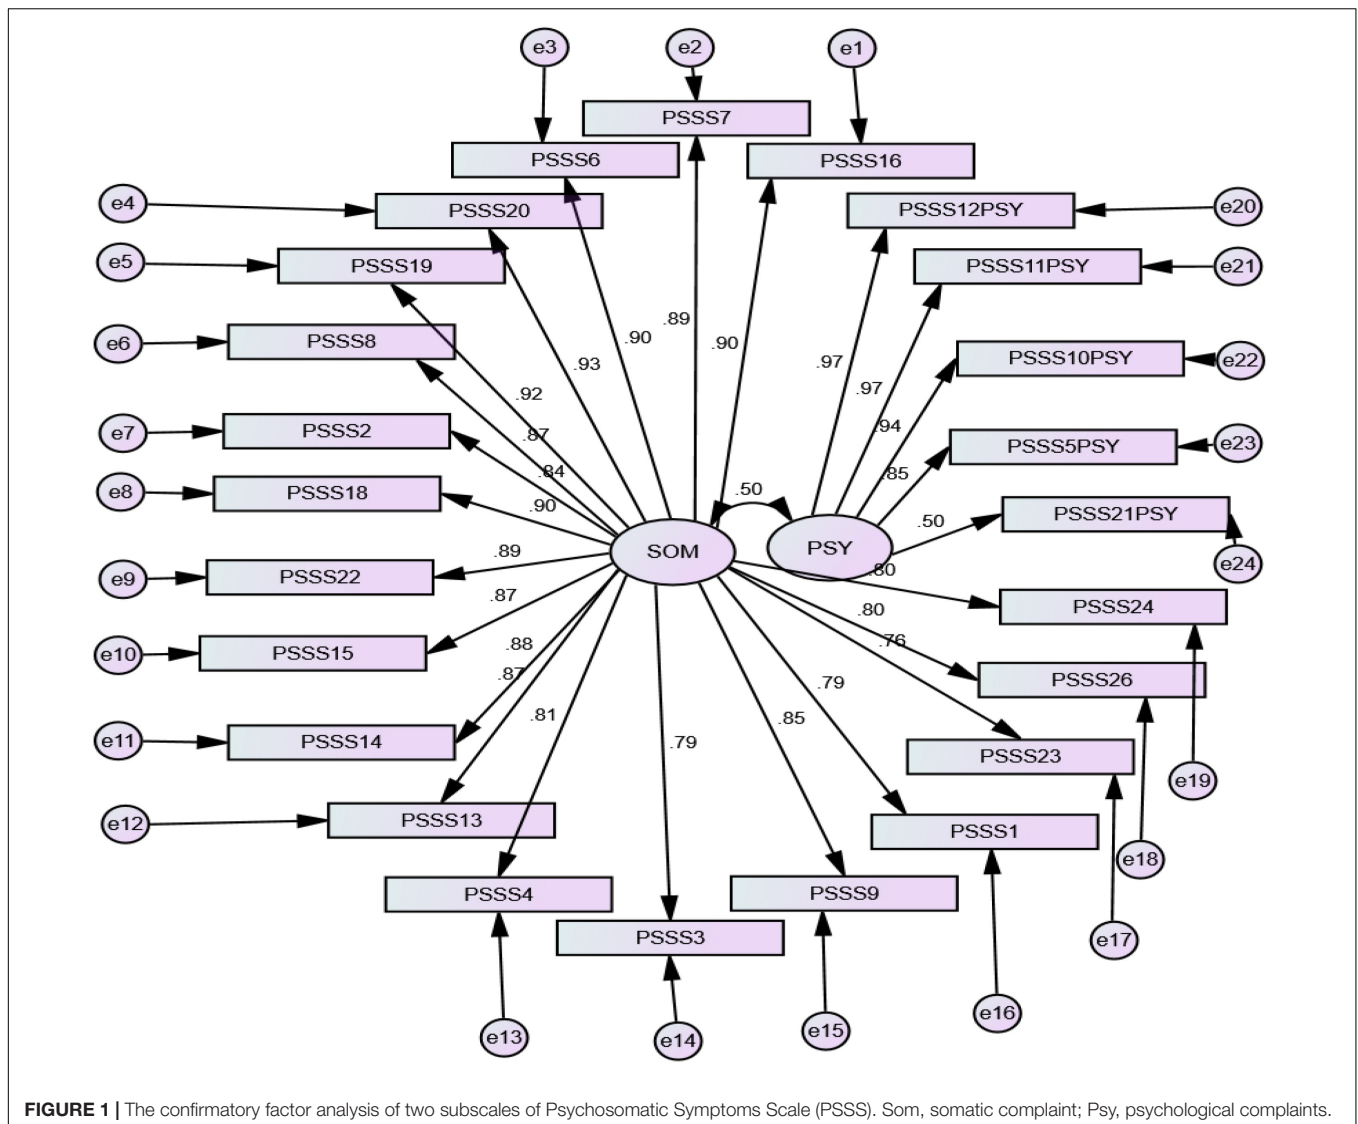 e3
e2
e1
PSSS7
PSSS6
PSSS16
e4
PSSS20
PSSS12PSY
e20
e5
PSSS19
PSSS11PSY
e21
.90
.89
.90
e6
PSSS8
PSSS10PSY
e22
.93
.97
.92
.97
e7
PSSS2
.87
.94
PSSS5PSY
e23
.84
.85
e8
PSSS18
.90
.50
PSSS21PSY
.50
SOM
PSY
.89
e24
e9
PSSS22
.80
.87
PSSS24
.80
e10
PSSS15
.88
.76
.87
.79
PSSS26
e11
PSSS14
.81
.79
.85
PSSS23
e19
e12
PSSS13
PSSS1
e18
PSSS4
PSSS9
PSSS3
e17
e13
e14
e15
e16
FIGURE 1 | The confirmatory factor analysis of two subscales of Psychosomatic Symptoms Scale (PSSS). Som, somatic complaint; Psy, psychological complaints.